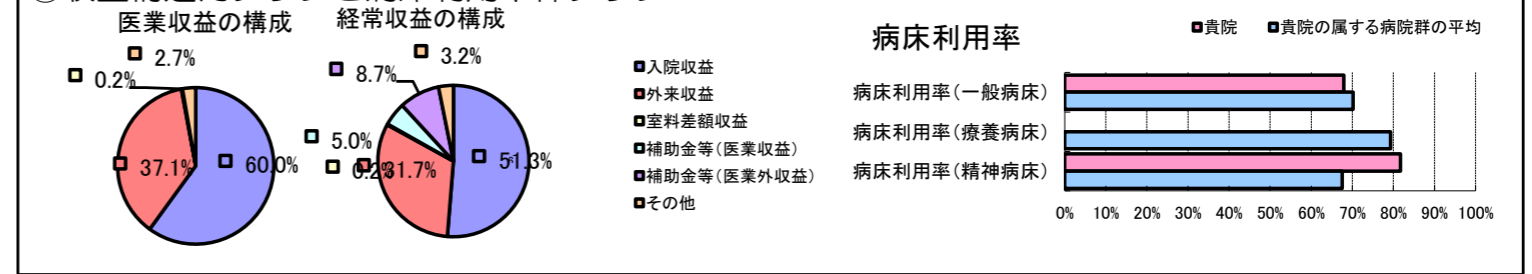 医業収益の構成
経常収益の構成
2.7%
0.2%
37.1%
60.0%
3.2%
8.7%
5.0%
0.2%
31.7%
51.3%
入院収益
外来収益
室料差額収益
補助金等(医業収益)
補助金等(医業外収益)
その他
病床利用率
貴院
貴院の属する病院群の平均
病床利用率(一般病床)
病床利用率(療養病床)
病床利用率(精神病床)
0% 10% 20% 30% 40% 50% 60% 70% 80% 90% 100%